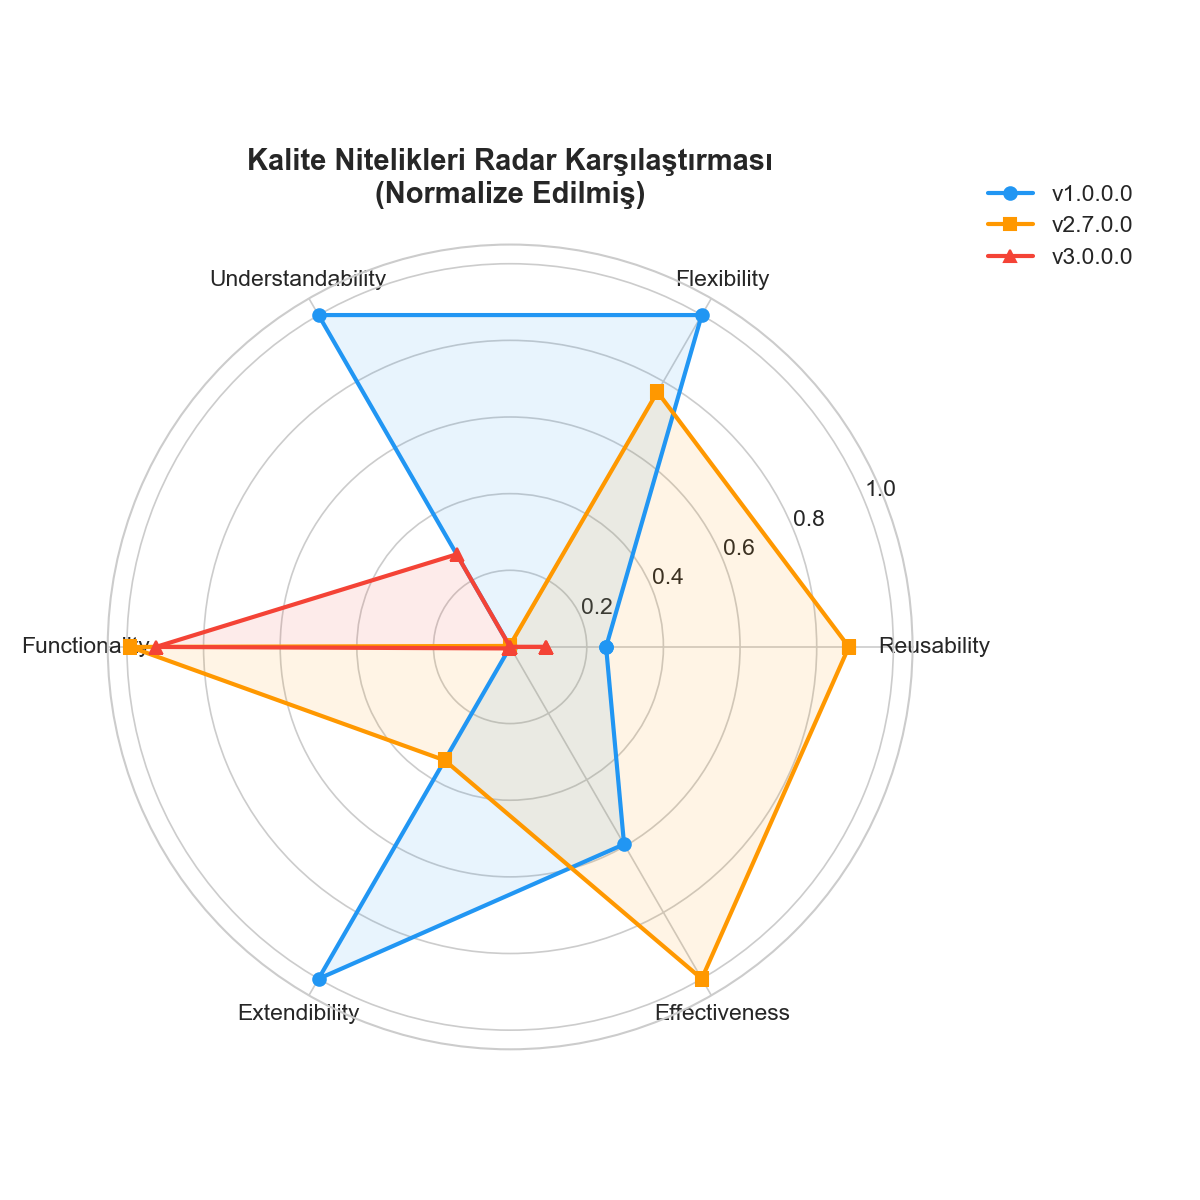 Kalite Nitelikleri Radar Karşılaştırması
(Normalize Edilmiş)
v1.0.0.0
v2.7.0.0
v3.0.0.0
Understandability
Flexibility
1.0
0.8
0.6
0.4
0.2
Functionality
Reusability
Extendibility
Effectiveness